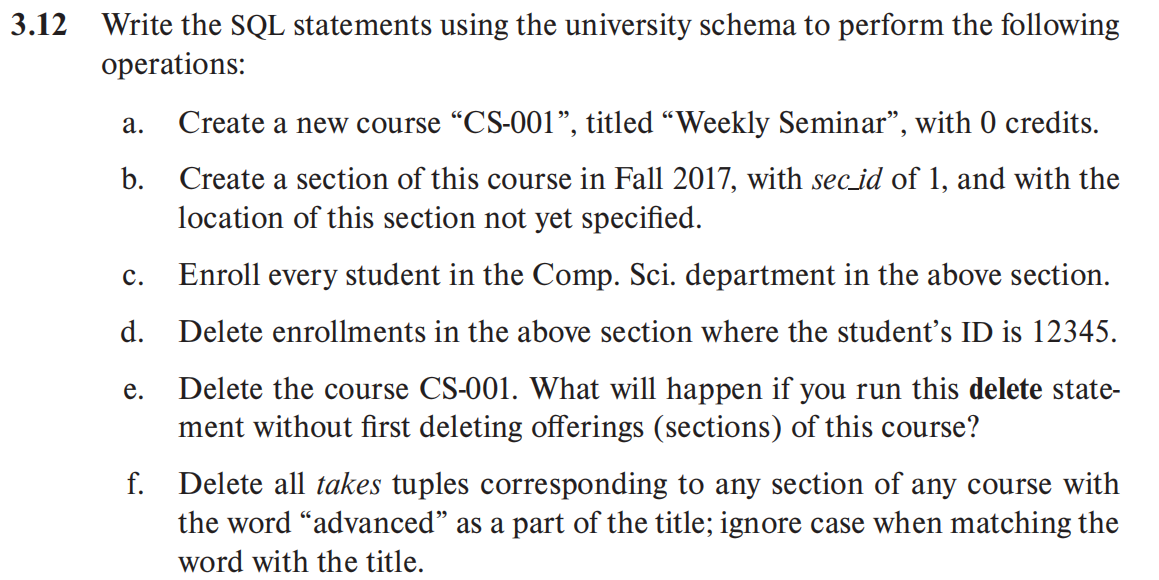 3.12 Write the SQL statements using the university schema to perform the following
operations:
a. Create a new course “CS-001”, titled “Weekly Seminar”, with 0 credits.
b. Create a section of this course in Fall 2017, with sec_id of 1, and with the
location of this section not yet specified.
c. Enroll every student in the Comp. Sci. department in the above section.
d. Delete enrollments in the above section where the student’s ID is 12345.
e. Delete the course CS-001. What will happen if you run this delete state-
ment without first deleting offerings (sections) of this course?
f. Delete all takes tuples corresponding to any section of any course with
the word “advanced” as a part of the title; ignore case when matching the
word with the title.